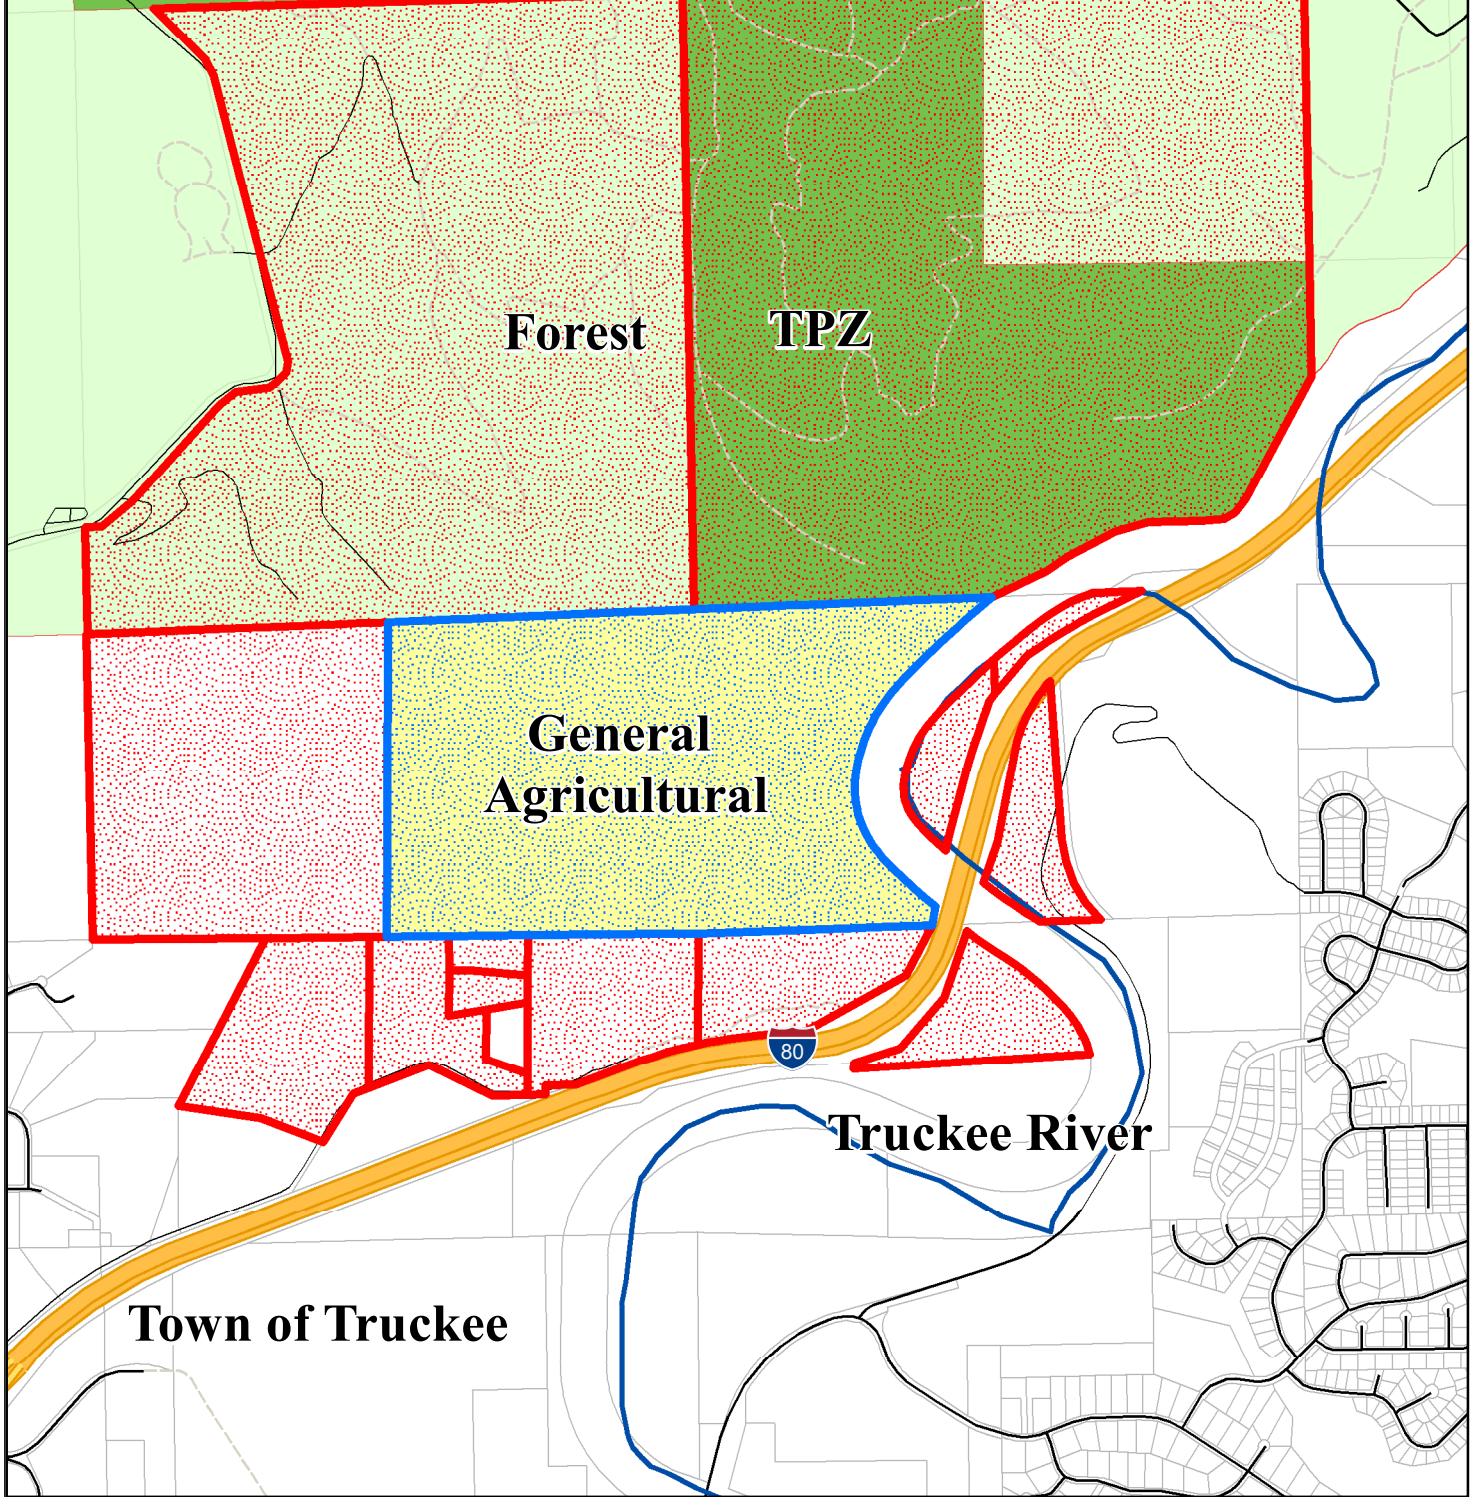 Forest
TPZ
General
Agricultural
80
Truckee River
Town of Truckee